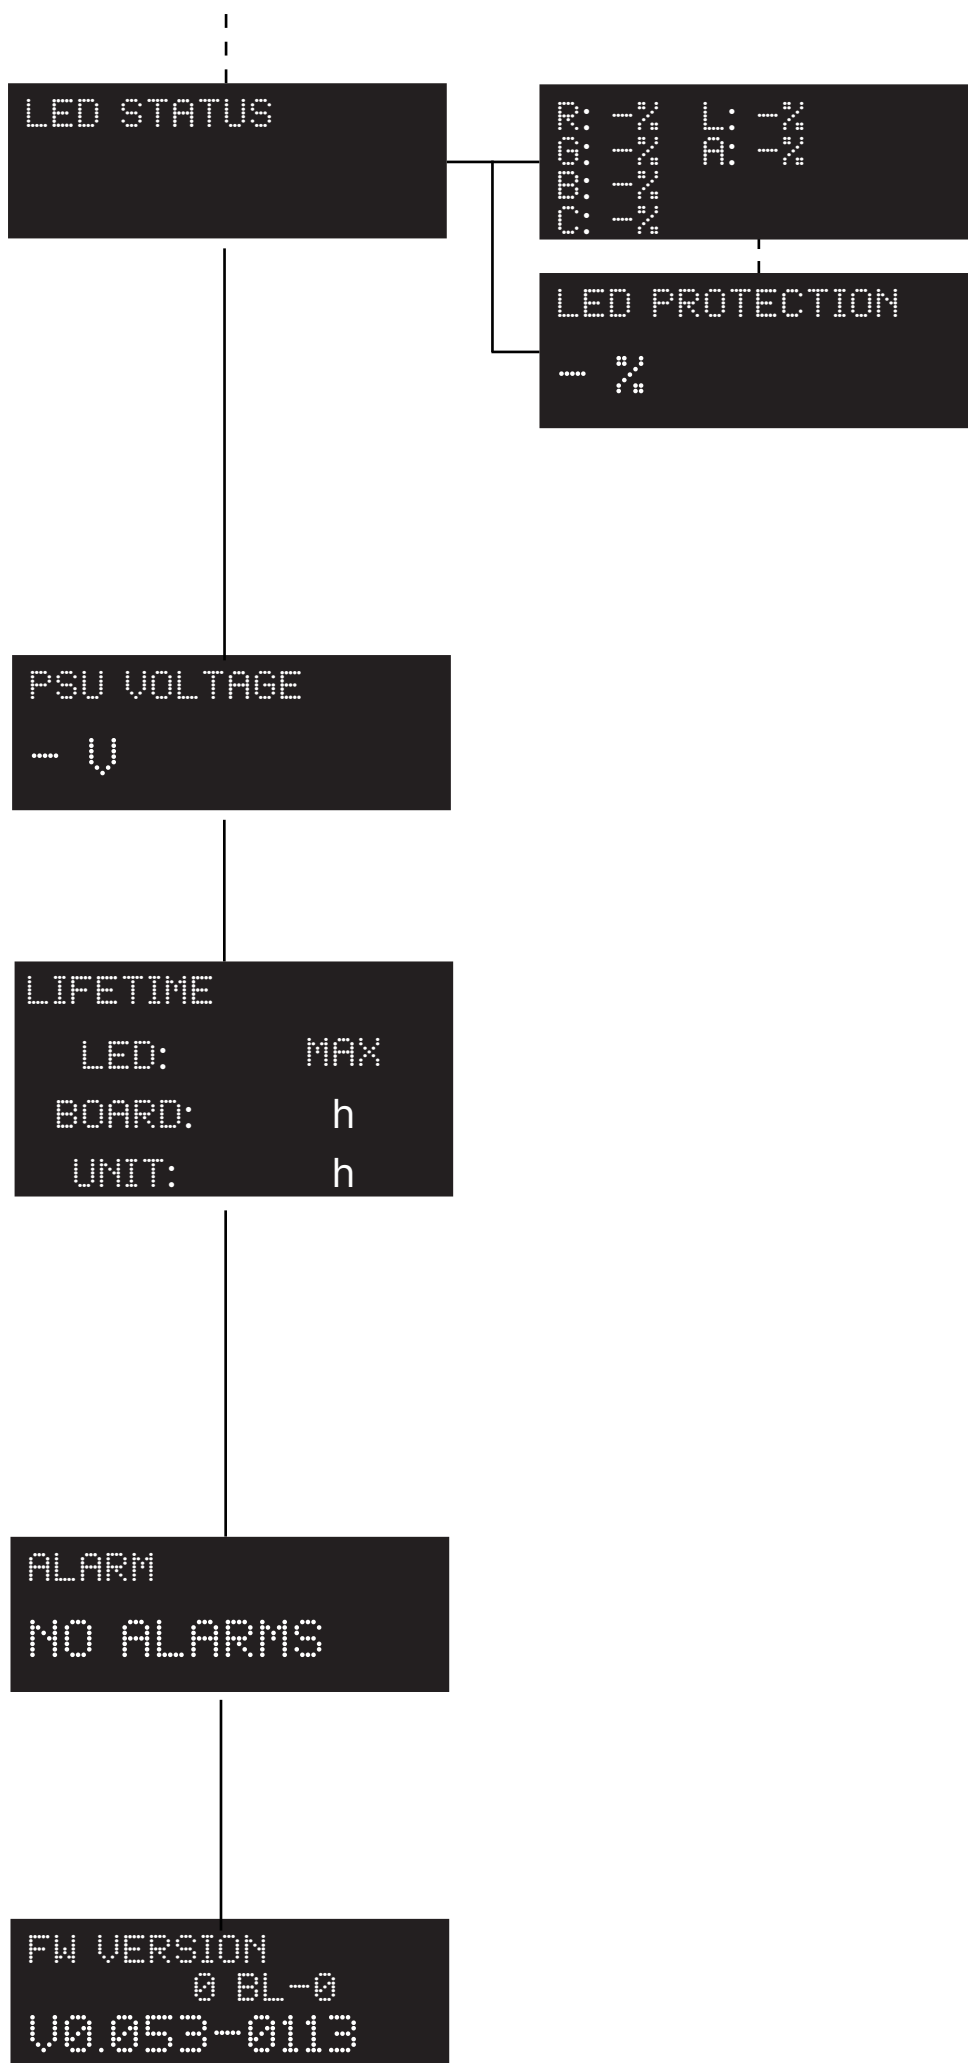 LED STATUS
R: -% L: -%
G: -% A: -%
B: -%
C: -%
LED PROTECTION
- %
PSU VOLTAGE
- V
LIFETIME
LED: MAX
BOARD: h
UNIT: h
ALARM
NO ALARMS
FW VERSION
0 BL-0
V0.053-0113